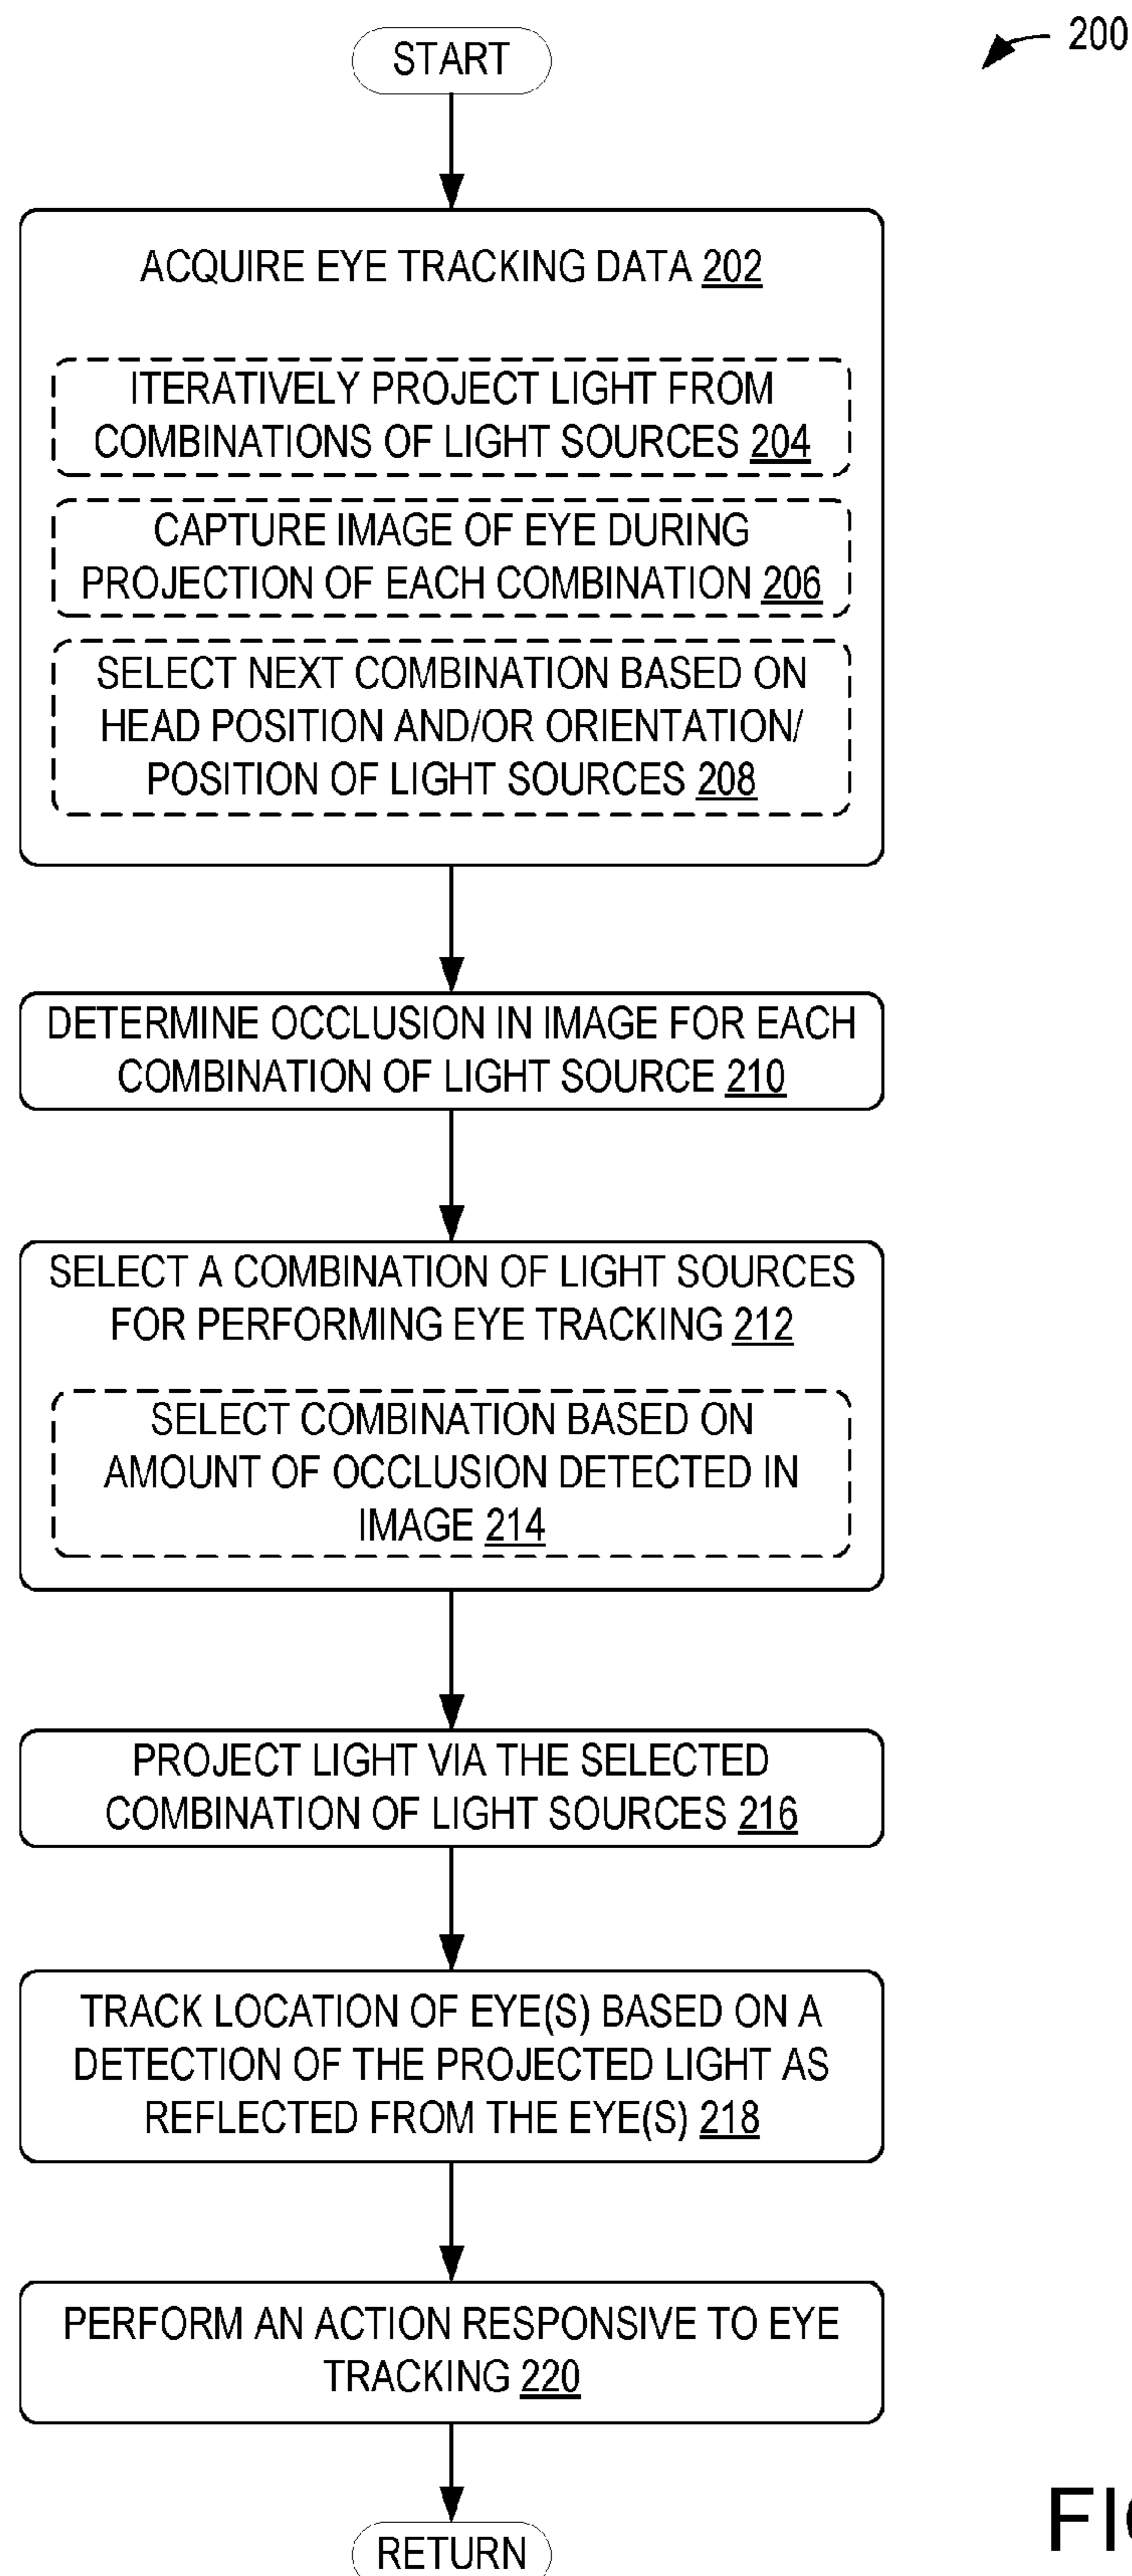 START
200
ACQUIRE EYE TRACKING DATA 202
ITERATIVELY PROJECT LIGHT FROM
COMBINATIONS OF LIGHT SOURCES 204
CAPTURE IMAGE OF EYE DURING
PROJECTION OF EACH COMBINATION 206
SELECT NEXT COMBINATION BASED ON
HEAD POSITION AND/OR ORIENTATION/
POSITION OF LIGHT SOURCES 208
DETERMINE OCCLUSION IN IMAGE FOR EACH
COMBINATION OF LIGHT SOURCE 210
SELECT A COMBINATION OF LIGHT SOURCES
FOR PERFORMING EYE TRACKING 212
SELECT COMBINATION BASED ON
AMOUNT OF OCCLUSION DETECTED IN
IMAGE 214
PROJECT LIGHT VIA THE SELECTED
COMBINATION OF LIGHT SOURCES 216
TRACK LOCATION OF EYE(S) BASED ON A
DETECTION OF THE PROJECTED LIGHT AS
REFLECTED FROM THE EYE(S) 218
PERFORM AN ACTION RESPONSIVE TO EYE
TRACKING 220
RETURN